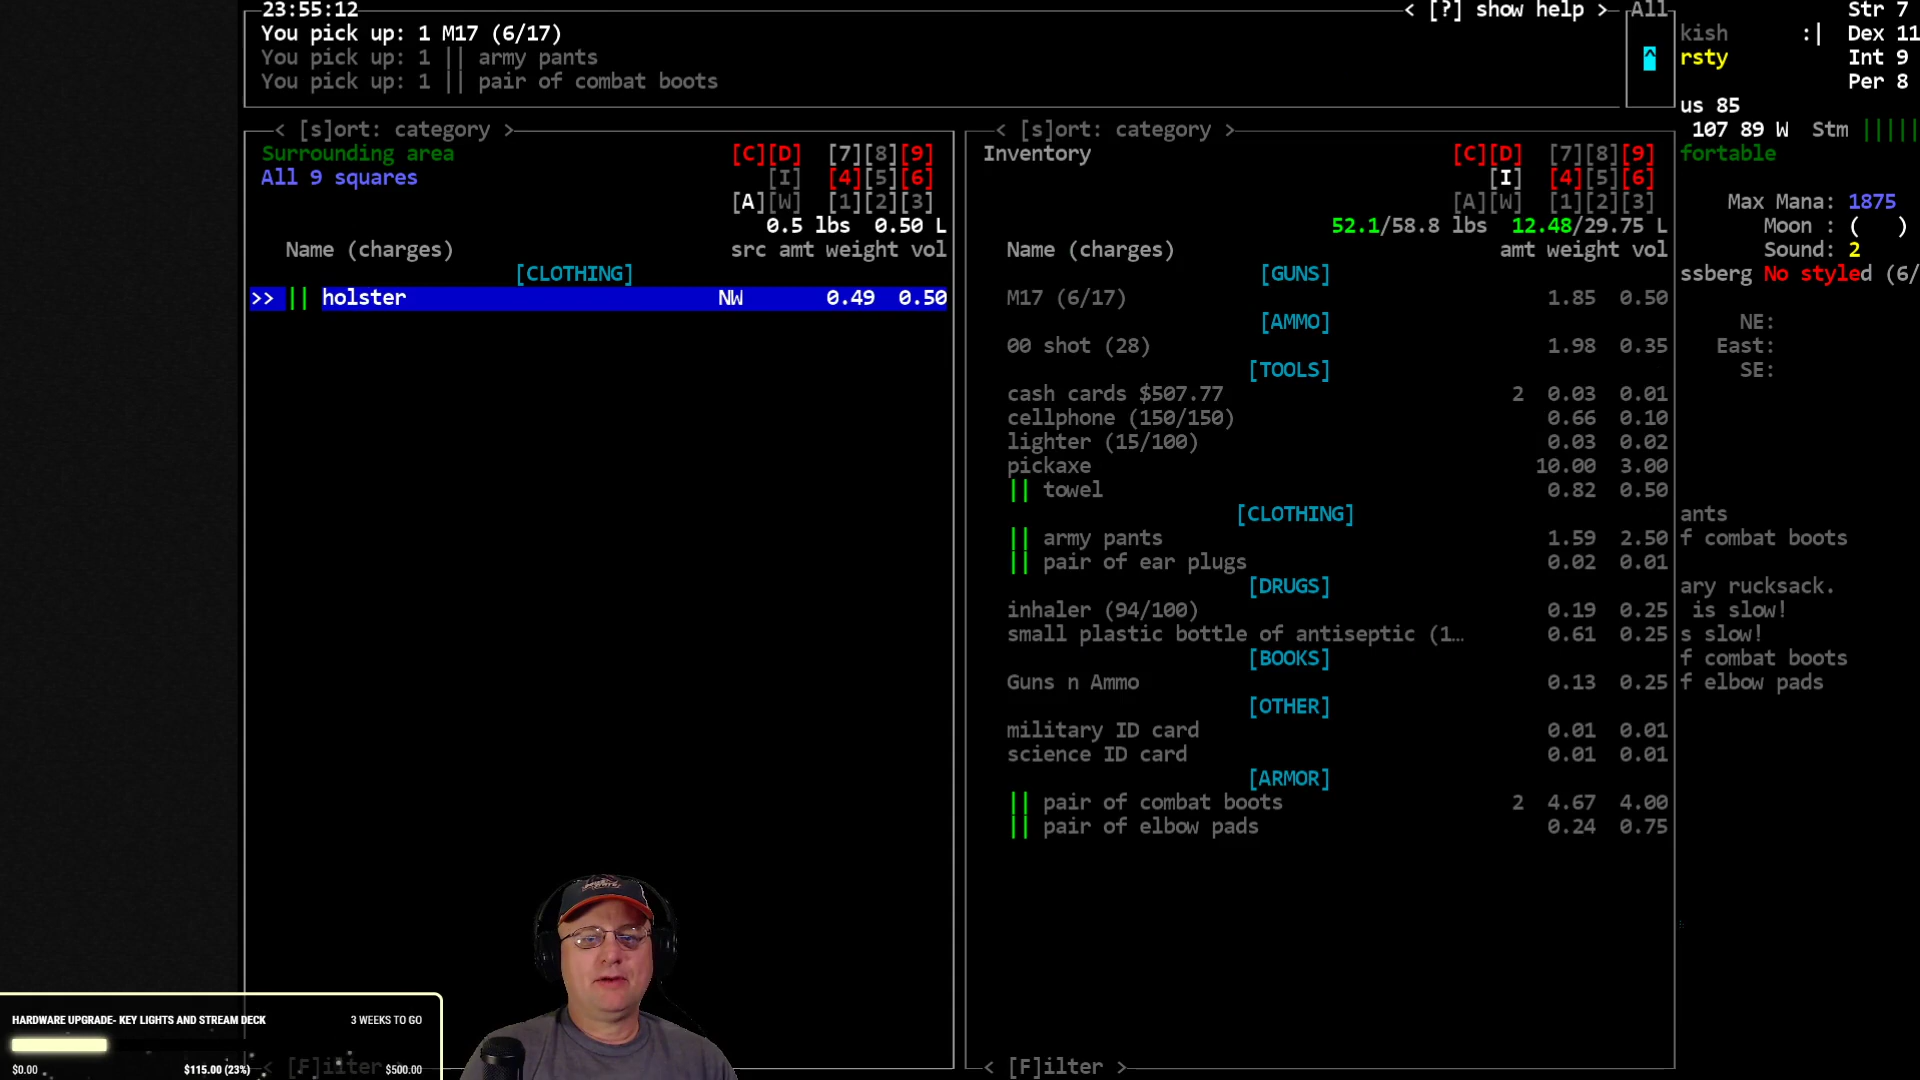 23:55:12
< [?] show help >
All
Str 7
You pick up: 1 M17 (6/17)
kish :| Dex 11
You pick up: 1 || army pants
^
rsty Int 9
You pick up: 1 || pair of combat boots
Per 8
us 85
< [s]ort: category >
< [s]ort: category >
107 89 W Stm |||||
Surrounding area [C][D] [7][8][9]
Inventory [C][D] [7][8][9]
fortable
All 9 squares [I] [4][5][6]
[I] [4][5][6]
[A][W] [1][2][3]
[A][W] [1][2][3]
Max Mana: 1875
0.5 lbs 0.50 L
52.1/58.8 lbs 12.48/29.75 L
Moon : ( )
Name (charges) src amt weight vol
Name (charges) amt weight vol
Sound: 2
[CLOTHING]
[GUNS]
ssberg No styled (6/
>> || holster NW 0.49 0.50
M17 (6/17) 1.85 0.50
[AMMO]
NE:
00 shot (28) 1.98 0.35
East:
[TOOLS]
SE:
cash cards $507.77 2 0.03 0.01
cellphone (150/150) 0.66 0.10
lighter (15/100) 0.03 0.02
pickaxe 10.00 3.00
|| towel 0.82 0.50
[CLOTHING]
ants
|| army pants 1.59 2.50
f combat boots
|| pair of ear plugs 0.02 0.01
[DRUGS]
ary rucksack.
inhaler (94/100) 0.19 0.25
is slow!
small plastic bottle of antiseptic (1… 0.61 0.25
s slow!
[BOOKS]
f combat boots
Guns n Ammo 0.13 0.25
f elbow pads
[OTHER]
military ID card 0.01 0.01
science ID card 0.01 0.01
[ARMOR]
|| pair of combat boots 2 4.67 4.00
|| pair of elbow pads 0.24 0.75
HARDWARE UPGRADE- KEY LIGHTS AND STREAM DECK 3 WEEKS TO GO
$0.00 $115.00 (23%) $500.00
< [F]ilter >
< [F]ilter >